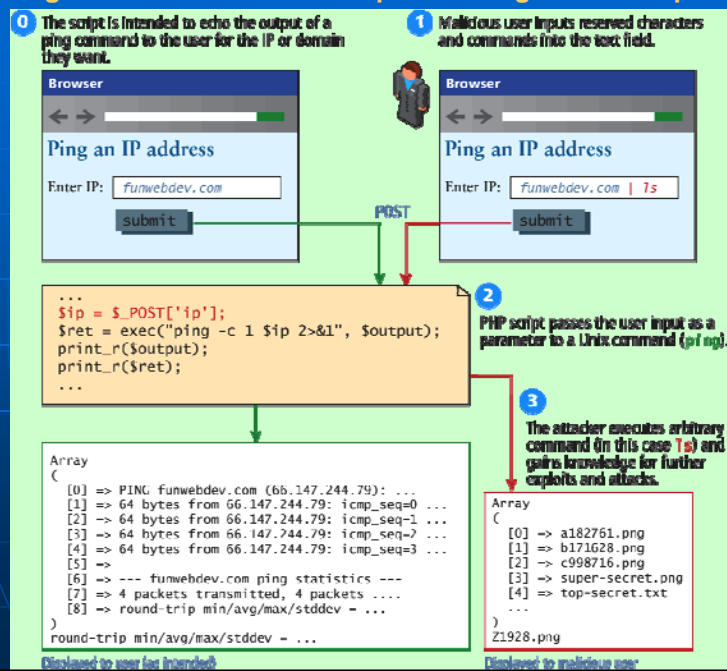 0 The script is intended to echo the output of a
ping command to the user for the IP or domain
they want.
1 Malicious user inputs reserved characters
and commands into the text field.
Browser
Ping an IP address
Enter IP: funwebdev.com
submit
Browser
Ping an IP address
Enter IP: funwebdev.com | ls
submit
POST
...
$ip = $_POST['ip'];
$ret = exec("ping -c 1 $ip 2>&1", $output);
print_r($output);
print_r($ret);
...
2
PHP script passes the user input as a
parameter to a Unix command (ping).
3
The attacker executes arbitrary
command (in this case ls) and
gains knowledge for further
exploits and attacks.
Array
(
[0] => PING funwebdev.com (66.147.244.79): ...
[1] => 64 bytes from 66.147.244.79: icmp_seq=0 ...
[2] => 64 bytes from 66.147.244.79: icmp_seq=1 ...
[3] => 64 bytes from 66.147.244.79: icmp_seq=2 ...
[4] => 64 bytes from 66.147.244.79: icmp_seq=3 ...
[5] =>
[6] => --- funwebdev.com ping statistics ---
[7] => 4 packets transmitted, 4 packets ....
[8] => round-trip min/avg/max/stddev = ...
)
round-trip min/avg/max/stddev = ...
Displayed to user (as intended)
Array
(
[0] => a182761.png
[1] => b171628.png
[2] => c998716.png
[3] => super-secret.png
[4] => top-secret.txt
...
)
Z1928.png
Displayed to malicious user